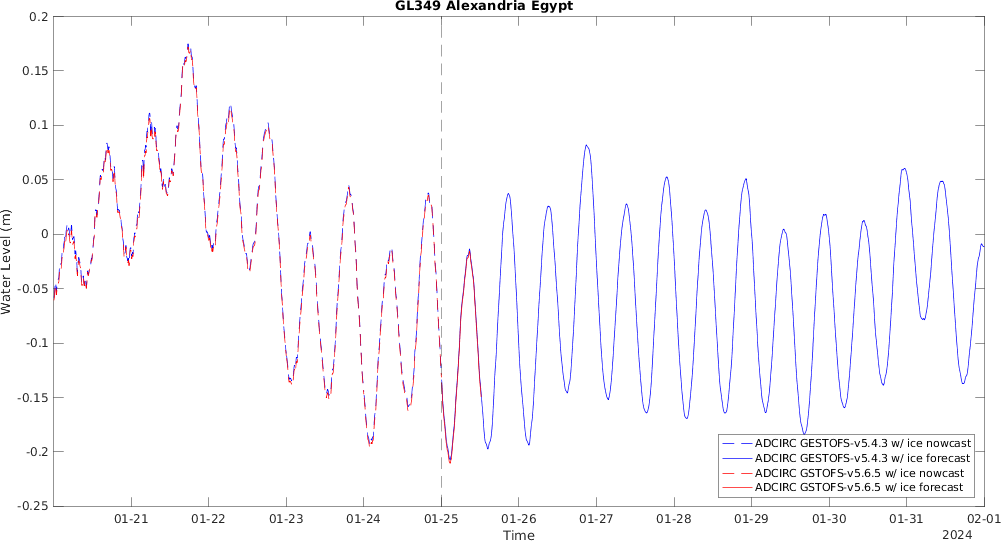 GL349 Alexandria Egypt
0.2
0.15
0.1
0.05
0
-0.05
-0.1
-0.15
-0.2
-0.25
Water Level (m)
ADCIRC GESTOFS-v5.4.3 w/ ice nowcast
ADCIRC GESTOFS-v5.4.3 w/ ice forecast
ADCIRC GSTOFS-v5.6.5 w/ ice nowcast
ADCIRC GSTOFS-v5.6.5 w/ ice forecast
01-21 01-22 01-23 01-24 01-25 01-26 01-27 01-28 01-29 01-30 01-31 02-01
Time
2024